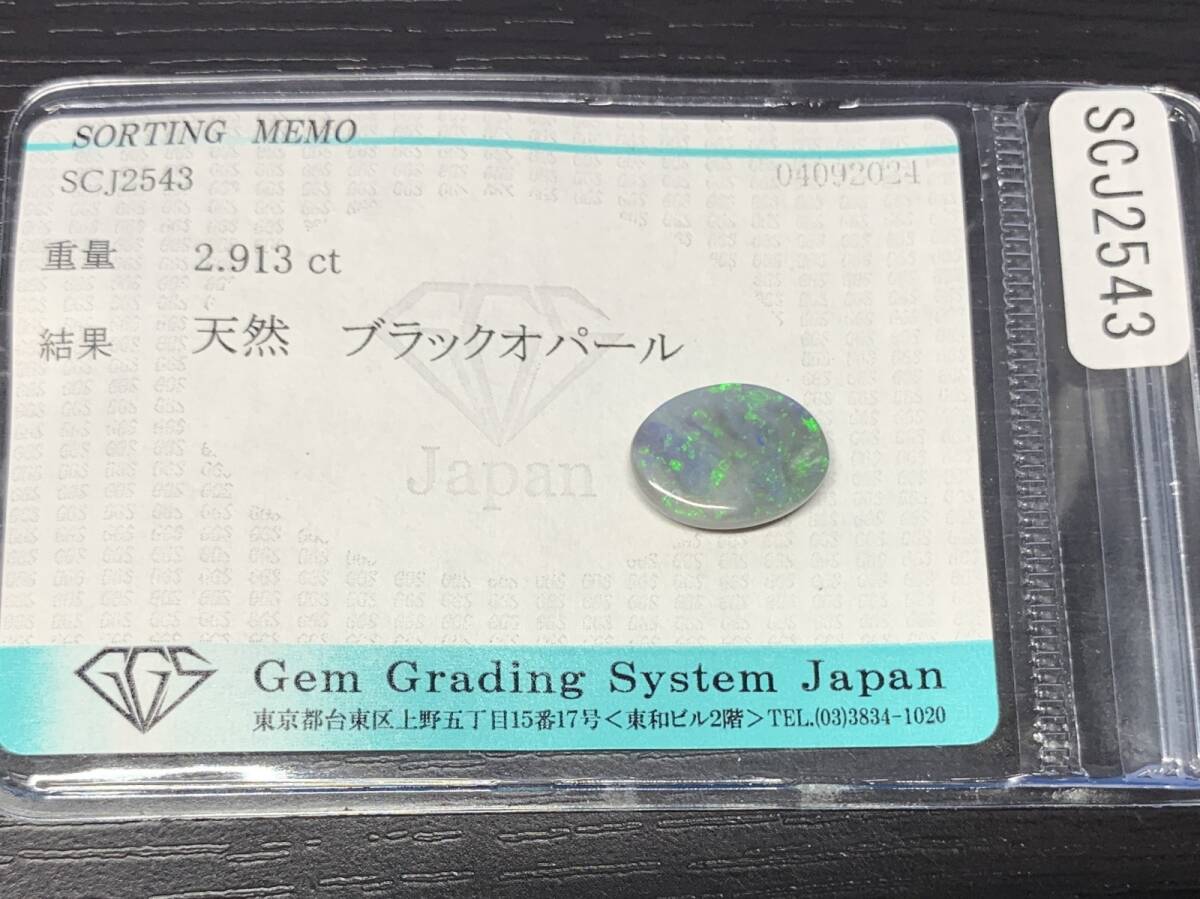 SORTING MEMO
SCJ2543
04092024
重量 2.913 ct
結果 天然 ブラックオパール
GGS
Japan
GGS
Gem Grading System Japan
東京都台東区上野五丁目15番17号<東和ビル2階>TEL.(03)3834-1020
SCJ2543